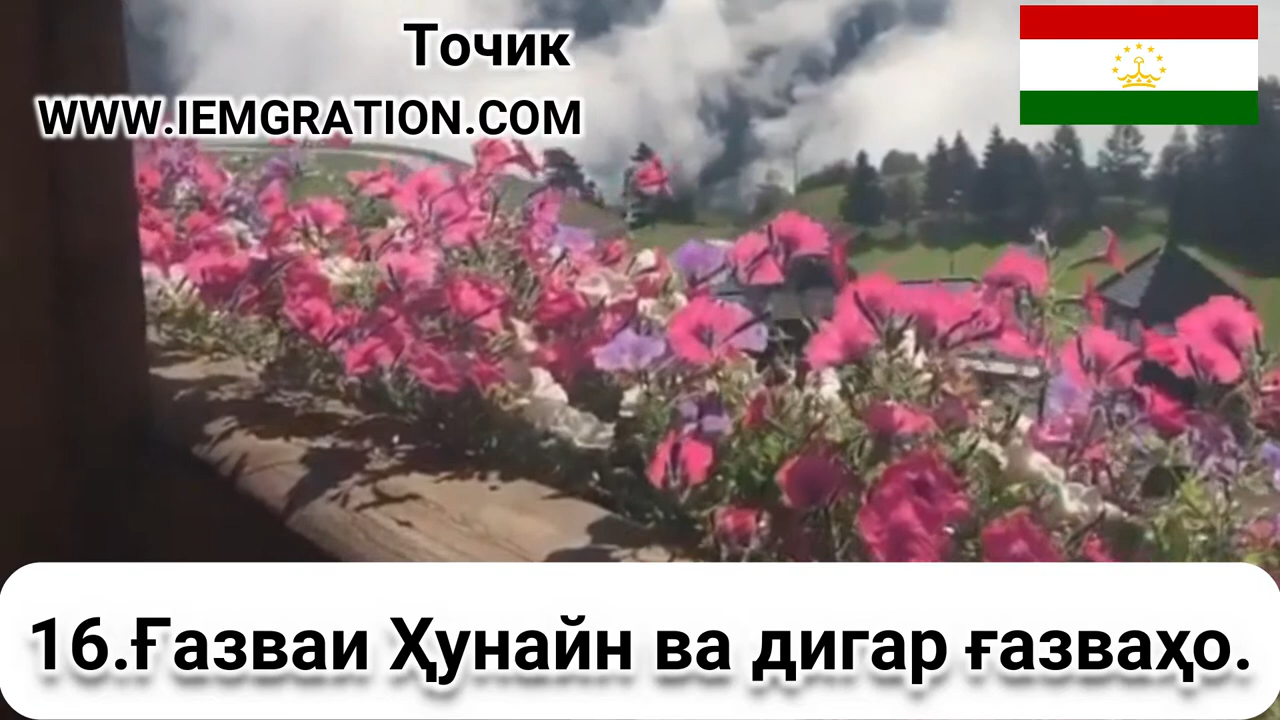 Точик
WWW.IEMGRATION.COM
16.Ғазваи Ҳунайн ва дигар ғазваҳо.